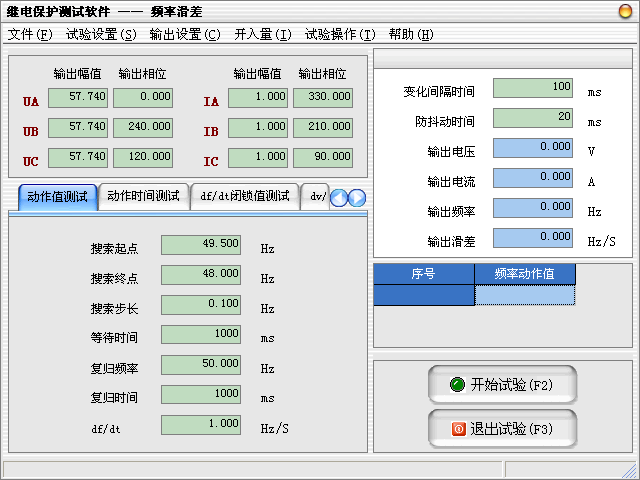 继电保护测试软件 —— 频率滑差
文件(F) 试验设置(S) 输出设置(C) 开入量(I) 试验操作(T) 帮助(H)
输出幅值 输出相位 输出幅值 输出相位
UA 57.740 0.000 IA 1.000 330.000
UB 57.740 240.000 IB 1.000 210.000
UC 57.740 120.000 IC 1.000 90.000
动作值测试 动作时间测试 df/dt闭锁值测试 dv/
搜索起点 49.500 Hz
搜索终点 48.000 Hz
搜索步长 0.100 Hz
等待时间 1000 ms
复归频率 50.000 Hz
复归时间 1000 ms
df/dt 1.000 Hz/S
变化间隔时间 100 ms
防抖动时间 20 ms
输出电压 0.000 V
输出电流 0.000 A
输出频率 0.000 Hz
输出滑差 0.000 Hz/S
序号 频率动作值
开始试验(F2)
退出试验(F3)